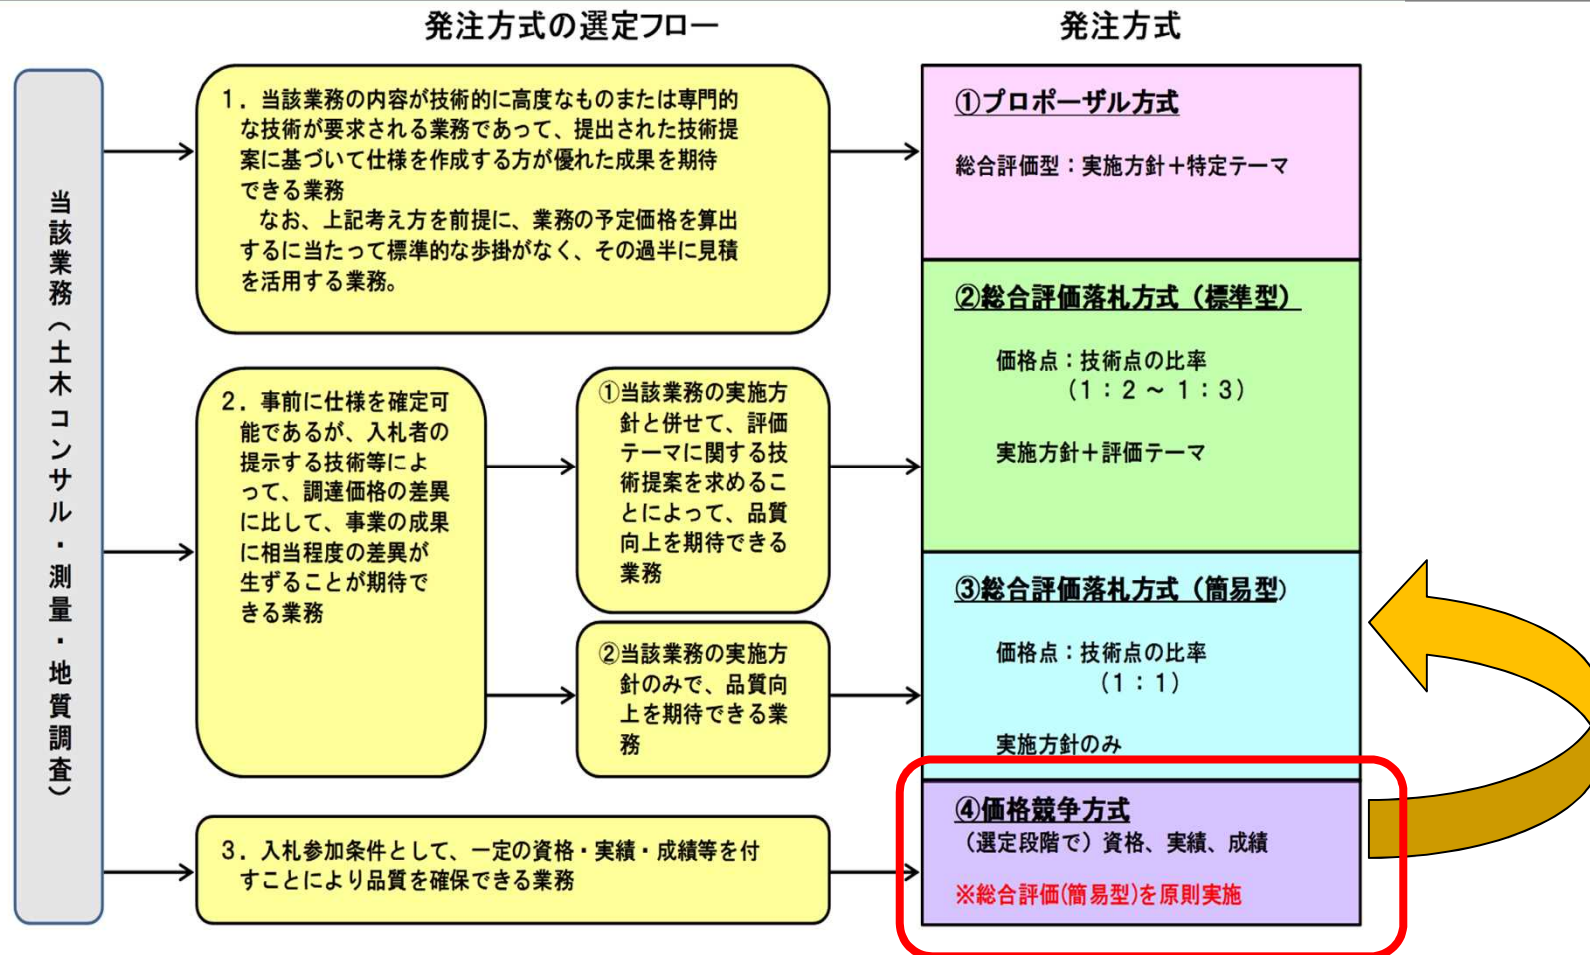 発注方式の選定フロー
発注方式
当該業務（土木コンサル・測量・地質調査）
１．当該業務の内容が技術的に高度なものまたは専門的
な技術が要求される業務であって、提出された技術提
案に基づいて仕様を作成する方が優れた成果を期待
できる業務
なお、上記考え方を前提に、業務の予定価格を算出
するに当たって標準的な歩掛がなく、その過半に見積
を活用する業務。
２．事前に仕様を確定可
能であるが、入札者の
提示する技術等によ
って、調達価格の差異
に比して、事業の成果
に相当程度の差異が
生ずることが期待で
きる業務
①当該業務の実施方
針と併せて、評価
テーマに関する技
術提案を求めるこ
とによって、品質
向上を期待できる
業務
②当該業務の実施方
針のみで、品質向
上を期待できる業
務
３．入札参加条件として、一定の資格・実績・成績等を付
すことにより品質を確保できる業務
①プロポーザル方式
総合評価型：実施方針＋特定テーマ
②総合評価落札方式（標準型）
価格点：技術点の比率
（１：２～１：３）
実施方針＋評価テーマ
③総合評価落札方式（簡易型）
価格点：技術点の比率
（１：１）
実施方針のみ
④価格競争方式
（選定段階で）資格、実績、成績
※総合評価(簡易型)を原則実施